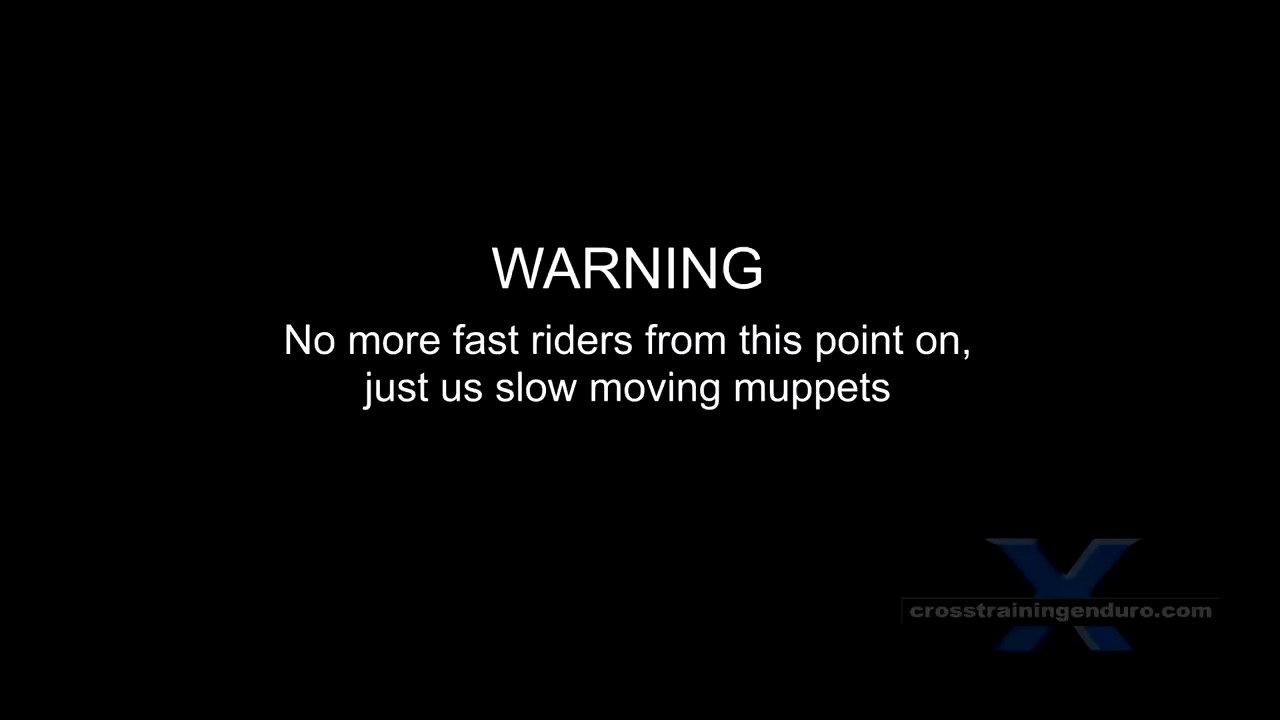 WARNING
No more fast riders from this point on,
just us slow moving muppets
crosstrainingenduro.com